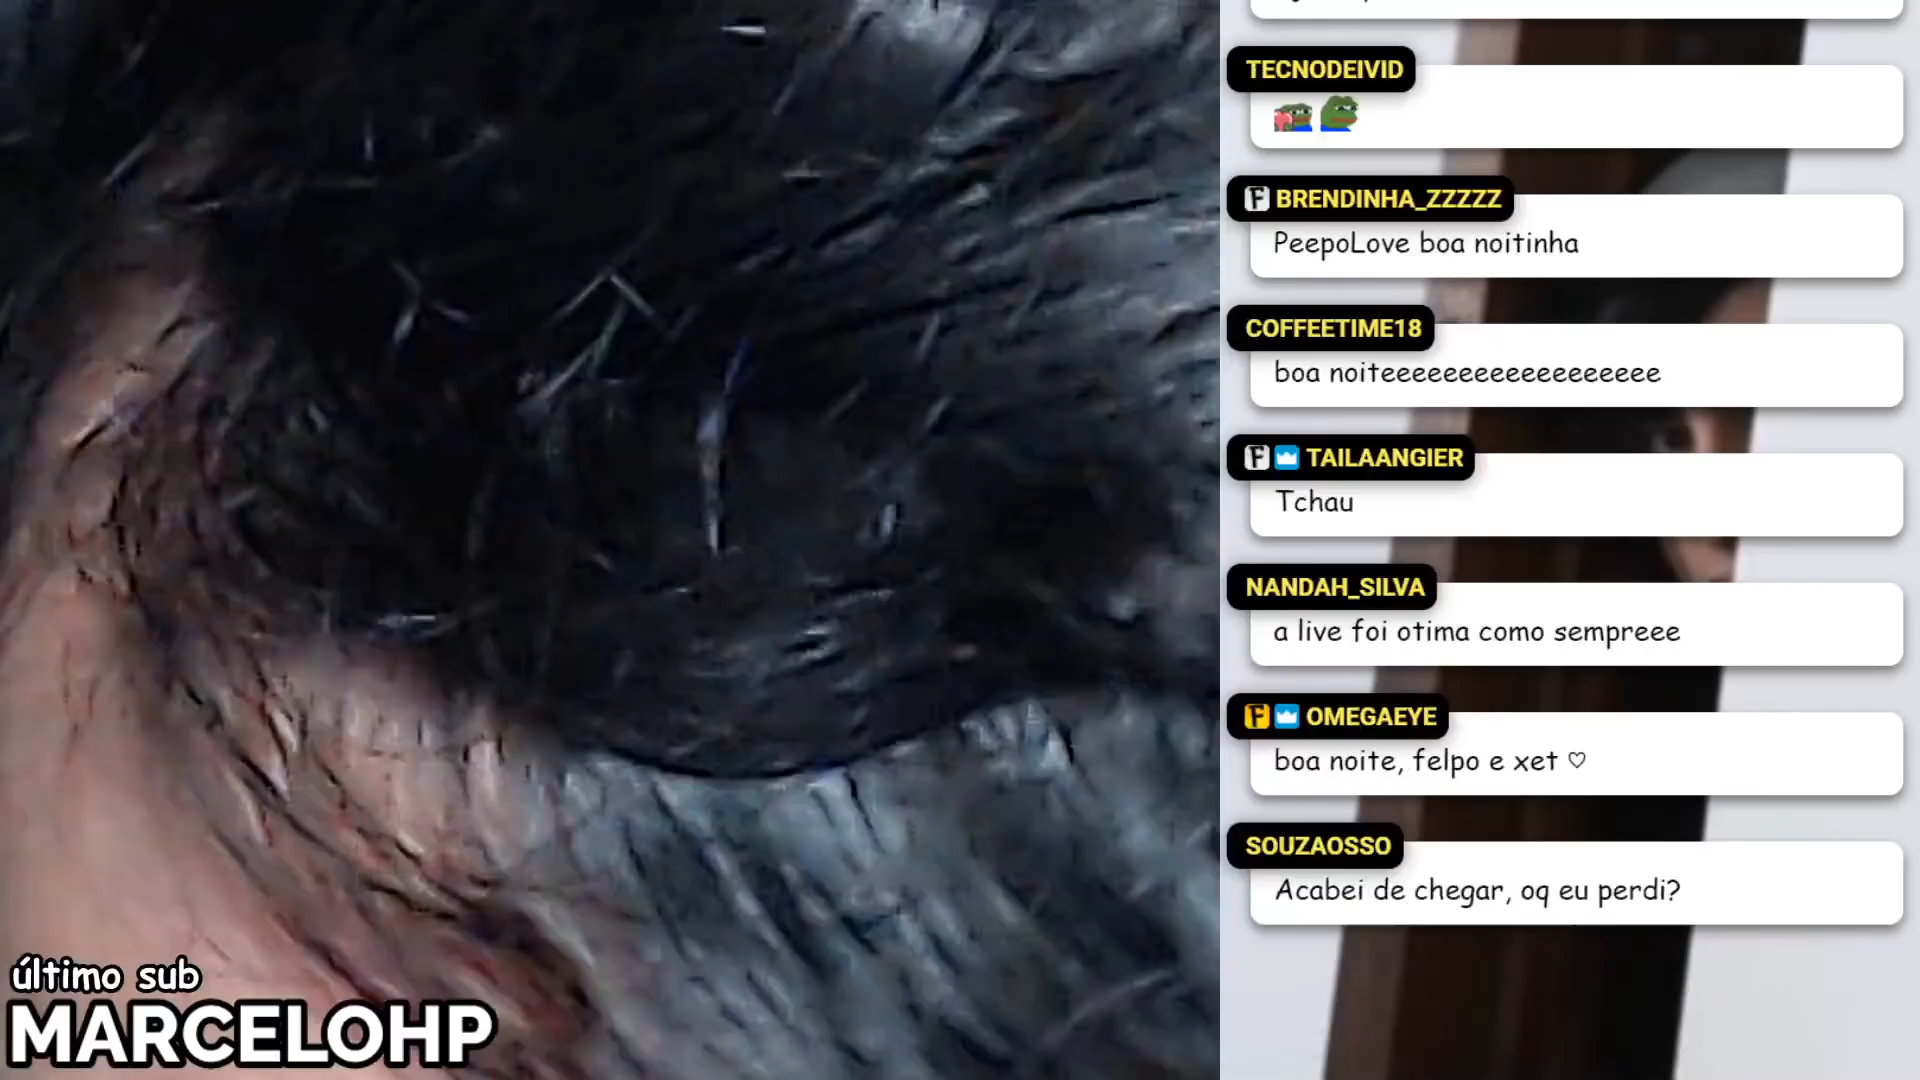 TECNODEIVID
F BRENDINHA_ZZZZZ
PeepoLove boa noitinha
COFFEETIME18
boa noiteeeeeeeeeeeeeeeeee
F TAILAANGIER
Tchau
NANDAH_SILVA
a live foi otima como sempreee
F OMEGAEYE
boa noite, felpo e xet ♡
SOUZAOSSO
Acabei de chegar, oq eu perdi?
último sub
MARCELOHP